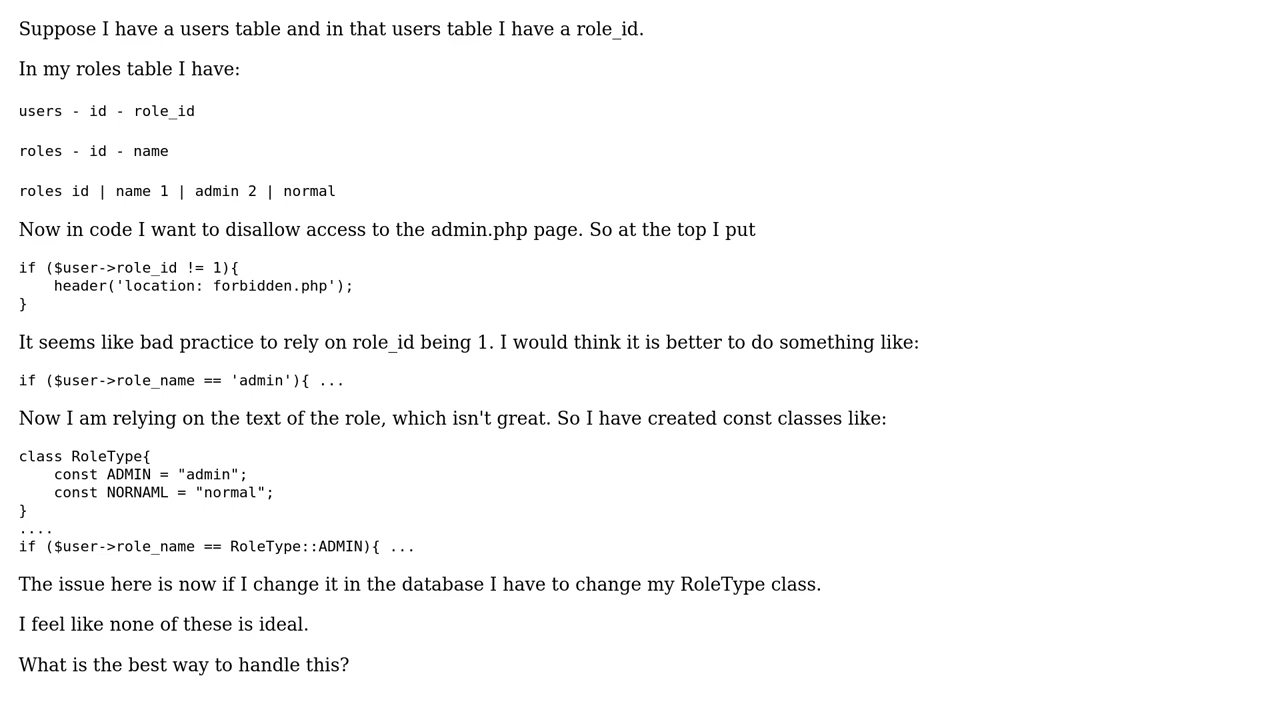 Suppose I have a users table and in that users table I have a role_id.
In my roles table I have:
users - id - role_id
roles - id - name
roles id | name 1 | admin 2 | normal
Now in code I want to disallow access to the admin.php page. So at the top I put
if ($user->role_id != 1){
    header('location: forbidden.php');
}
It seems like bad practice to rely on role_id being 1. I would think it is better to do something like:
if ($user->role_name == 'admin'){ ...
Now I am relying on the text of the role, which isn't great. So I have created const classes like:
class RoleType{
    const ADMIN = "admin";
    const NORNAML = "normal";
}
....
if ($user->role_name == RoleType::ADMIN){ ...
The issue here is now if I change it in the database I have to change my RoleType class.
I feel like none of these is ideal.
What is the best way to handle this?